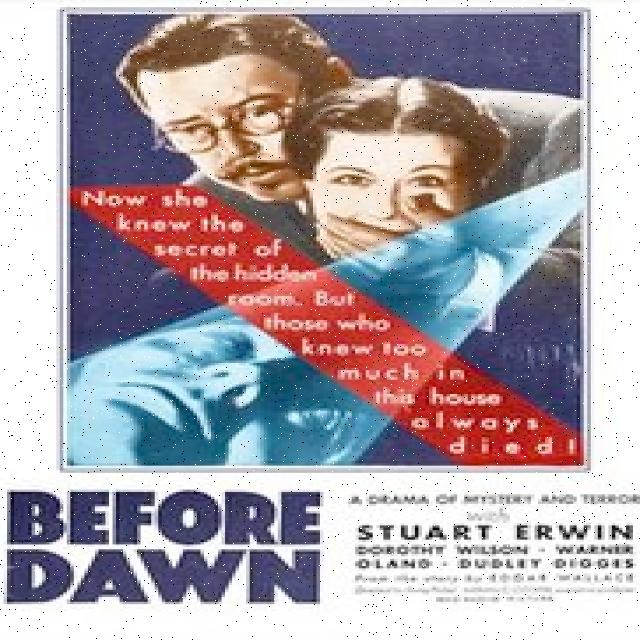 Now she
knew the
secret of
the hidden
room. But
those who
knew too
much in
this house
always
died!
BEFORE
DAWN
A DRAMA OF MYSTERY AND TERROR
with
STUART ERWIN
DOROTHY WILSON - WARNER
OLAND - DUDLEY DIGGES
From the story by EDGAR WALLACE